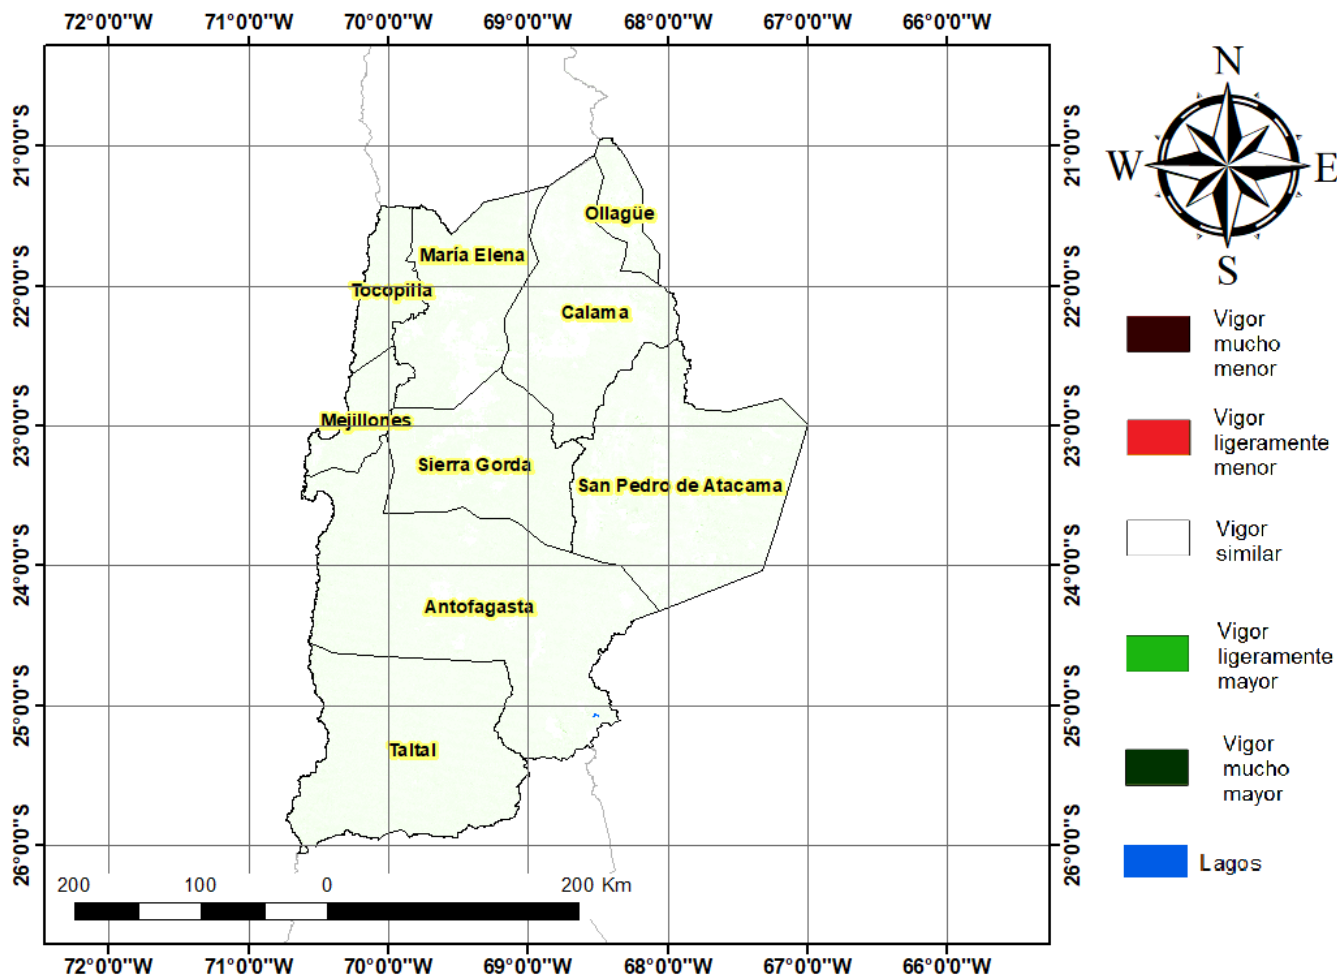 72°0'0"W 71°0'0"W 70°0'0"W 69°0'0"W 68°0'0"W 67°0'0"W 66°0'0"W
21°0'0"S
22°0'0"S
23°0'0"S
24°0'0"S
25°0'0"S
26°0'0"S
Ollagüe
María Elena
Tocopilla
Calama
Mejillones
Sierra Gorda
San Pedro de Atacama
Antofagasta
Taltal
200 100 0 200 Km
72°0'0"W 71°0'0"W 70°0'0"W 69°0'0"W 68°0'0"W 67°0'0"W 66°0'0"W
21°0'0"S
22°0'0"S
23°0'0"S
24°0'0"S
25°0'0"S
26°0'0"S
N
W E
S
Vigor
mucho
menor
Vigor
ligeramente
menor
Vigor
similar
Vigor
ligeramente
mayor
Vigor
mucho
mayor
Lagos